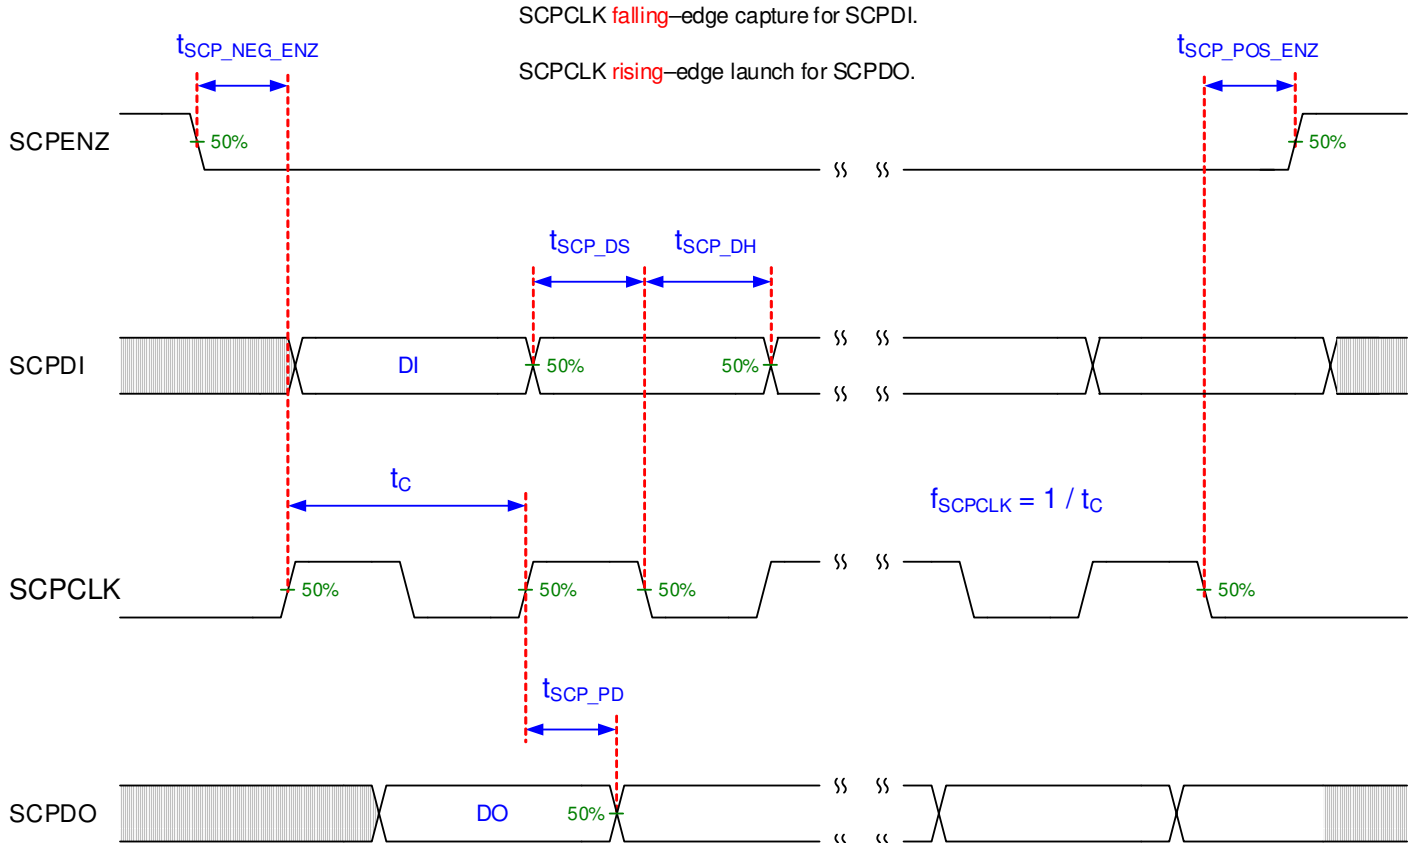 SCPCLK falling–edge capture for SCPDI.
tSCP_NEG_ENZ
tSCP_POS_ENZ
SCPCLK rising–edge launch for SCPDO.
SCPENZ
50%
50%
tSCP_DS
tSCP_DH
SCPDI
DI
50%
50%
tC
fSCPCLK = 1 / tC
SCPCLK
50%
50%
50%
50%
tSCP_PD
SCPDO
DO
50%